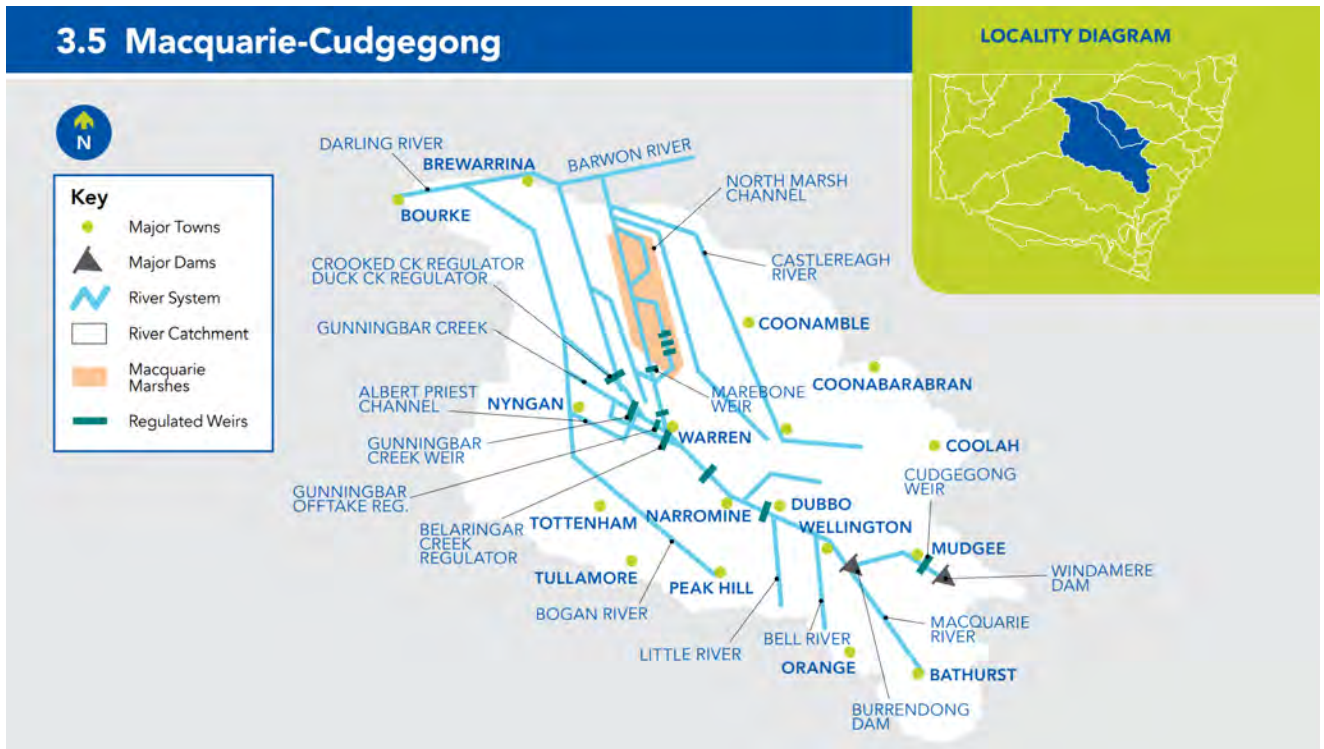 3.5 Macquarie-Cudgegong
LOCALITY DIAGRAM
N
Key
Major Towns
Major Dams
River System
River Catchment
Macquarie
Marshes
Regulated Weirs
DARLING RIVER
BREWARRINA
BARWON RIVER
BOURKE
NORTH MARSH
CHANNEL
CROOKED CK REGULATOR
DUCK CK REGULATOR
CASTLEREAGH
RIVER
GUNNINGBAR CREEK
COONAMBLE
COONABARABRAN
ALBERT PRIEST
CHANNEL
NYNGAN
MAREBONE
WEIR
WARREN
GUNNINGBAR
CREEK WEIR
COOLAH
CUDGEGONG
WEIR
GUNNINGBAR
OFFTAKE REG.
BELARINGAR
CREEK
REGULATOR
TOTTENHAM
NARROMINE
DUBBO
WELLINGTON
MUDGEE
WINDAMERE
DAM
TULLAMORE
PEAK HILL
BOGAN RIVER
LITTLE RIVER
BELL RIVER
MACQUARIE
RIVER
ORANGE
BATHURST
BURRENDONG
DAM